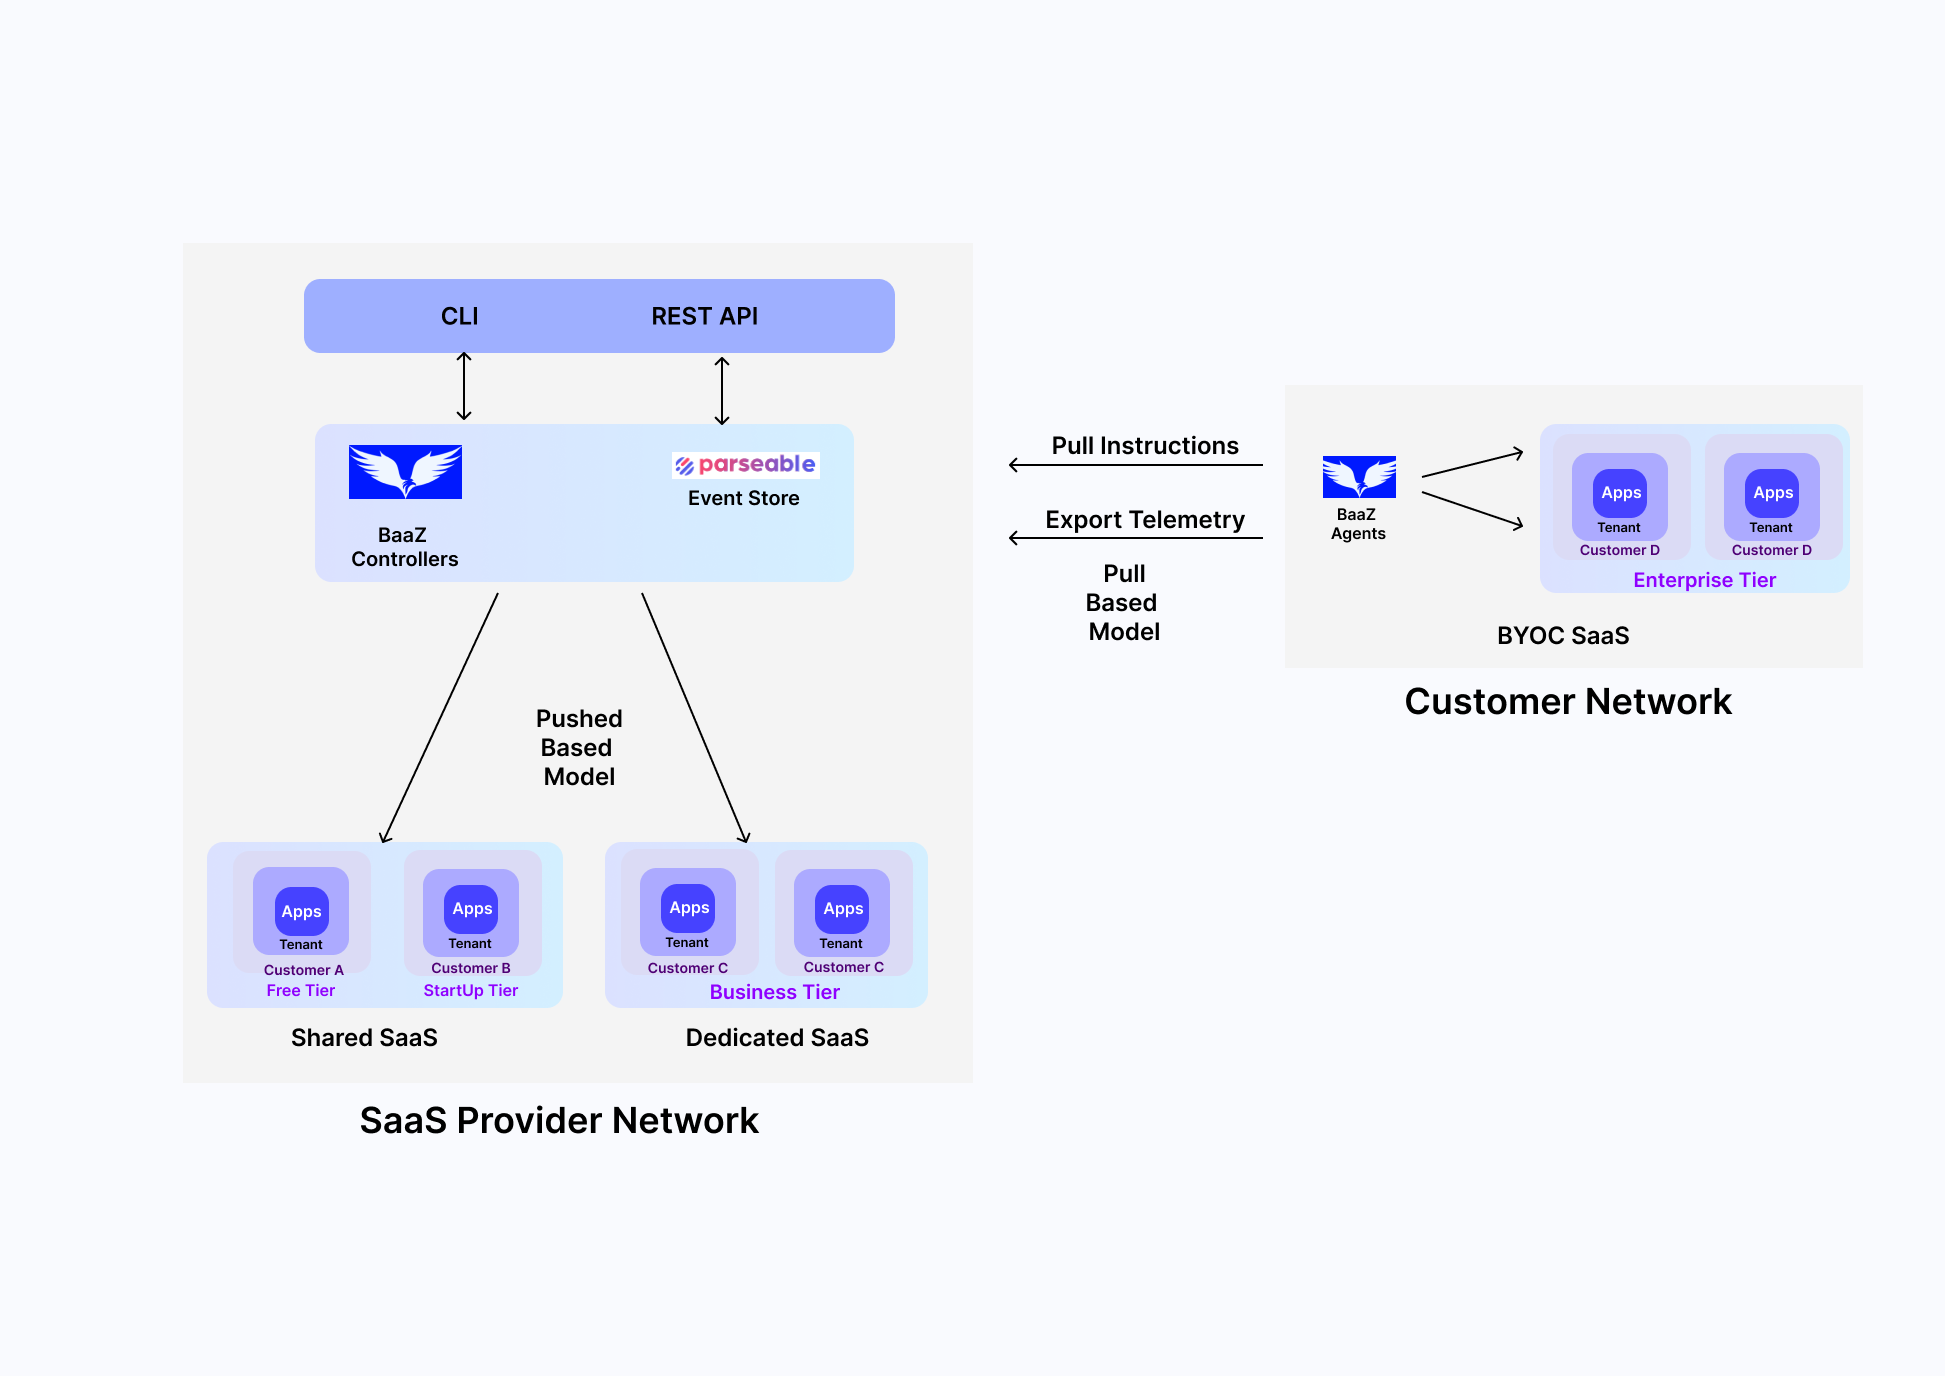 CLI
REST API
BaaZ
Controllers
parseable
Event Store
Pushed
Based
Model
Apps
Tenant
Customer A
Free Tier
Apps
Tenant
Customer B
StartUp Tier
Shared SaaS
Apps
Tenant
Customer C
Apps
Tenant
Customer C
Business Tier
Dedicated SaaS
SaaS Provider Network
Pull Instructions
Export Telemetry
Pull
Based
Model
BaaZ
Agents
Apps
Tenant
Customer D
Apps
Tenant
Customer D
Enterprise Tier
BYOC SaaS
Customer Network